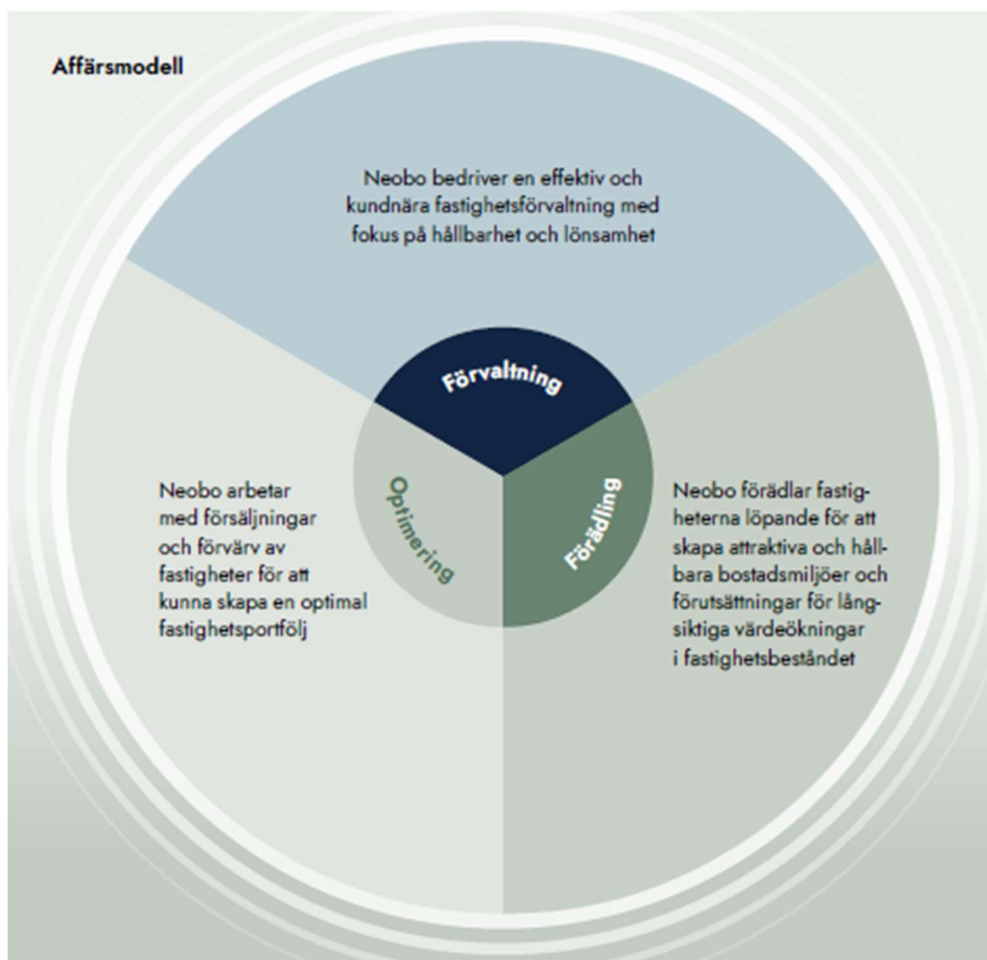 Affärsmodell
Neobo bedriver en effektiv och
kundnära fastighetsförvaltning med
fokus på hållbarhet och lönsamhet
Förvaltning
Optimering
Förädling
Neobo arbetar
med försäljningar
och förvärv av
fastigheter för att
kunna skapa en optimal
fastighetsportfölj
Neobo förädlar fastig-
heterna löpande för att
skapa attraktiva och håll-
bara bostadsmiljöer och
förutsättningar för lång-
siktiga värdeökningar
i fastighetsbeståndet